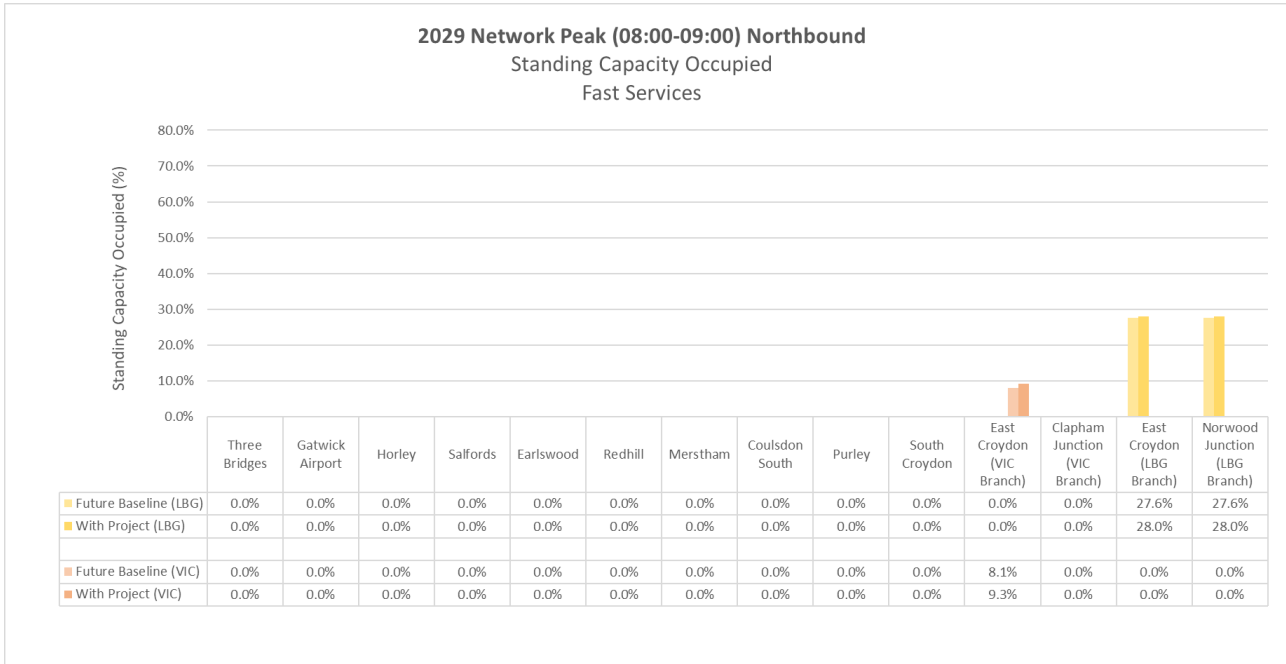 2029 Network Peak (08:00-09:00) Northbound
Standing Capacity Occupied
Fast Services
Standing Capacity Occupied (%)
80.0%
70.0%
60.0%
50.0%
40.0%
30.0%
20.0%
10.0%
0.0%
Three Bridges
Gatwick Airport
Horley
Salfords
Earlswood
Redhill
Merstham
Coulsdon South
Purley
South Croydon
East Croydon (VIC Branch)
Clapham Junction (VIC Branch)
East Croydon (LBG Branch)
Norwood Junction (LBG Branch)
Future Baseline (LBG) 0.0% 0.0% 0.0% 0.0% 0.0% 0.0% 0.0% 0.0% 0.0% 0.0% 0.0% 0.0% 27.6% 27.6%
With Project (LBG) 0.0% 0.0% 0.0% 0.0% 0.0% 0.0% 0.0% 0.0% 0.0% 0.0% 0.0% 0.0% 28.0% 28.0%
Future Baseline (VIC) 0.0% 0.0% 0.0% 0.0% 0.0% 0.0% 0.0% 0.0% 0.0% 0.0% 8.1% 0.0% 0.0% 0.0%
With Project (VIC) 0.0% 0.0% 0.0% 0.0% 0.0% 0.0% 0.0% 0.0% 0.0% 0.0% 9.3% 0.0% 0.0% 0.0%